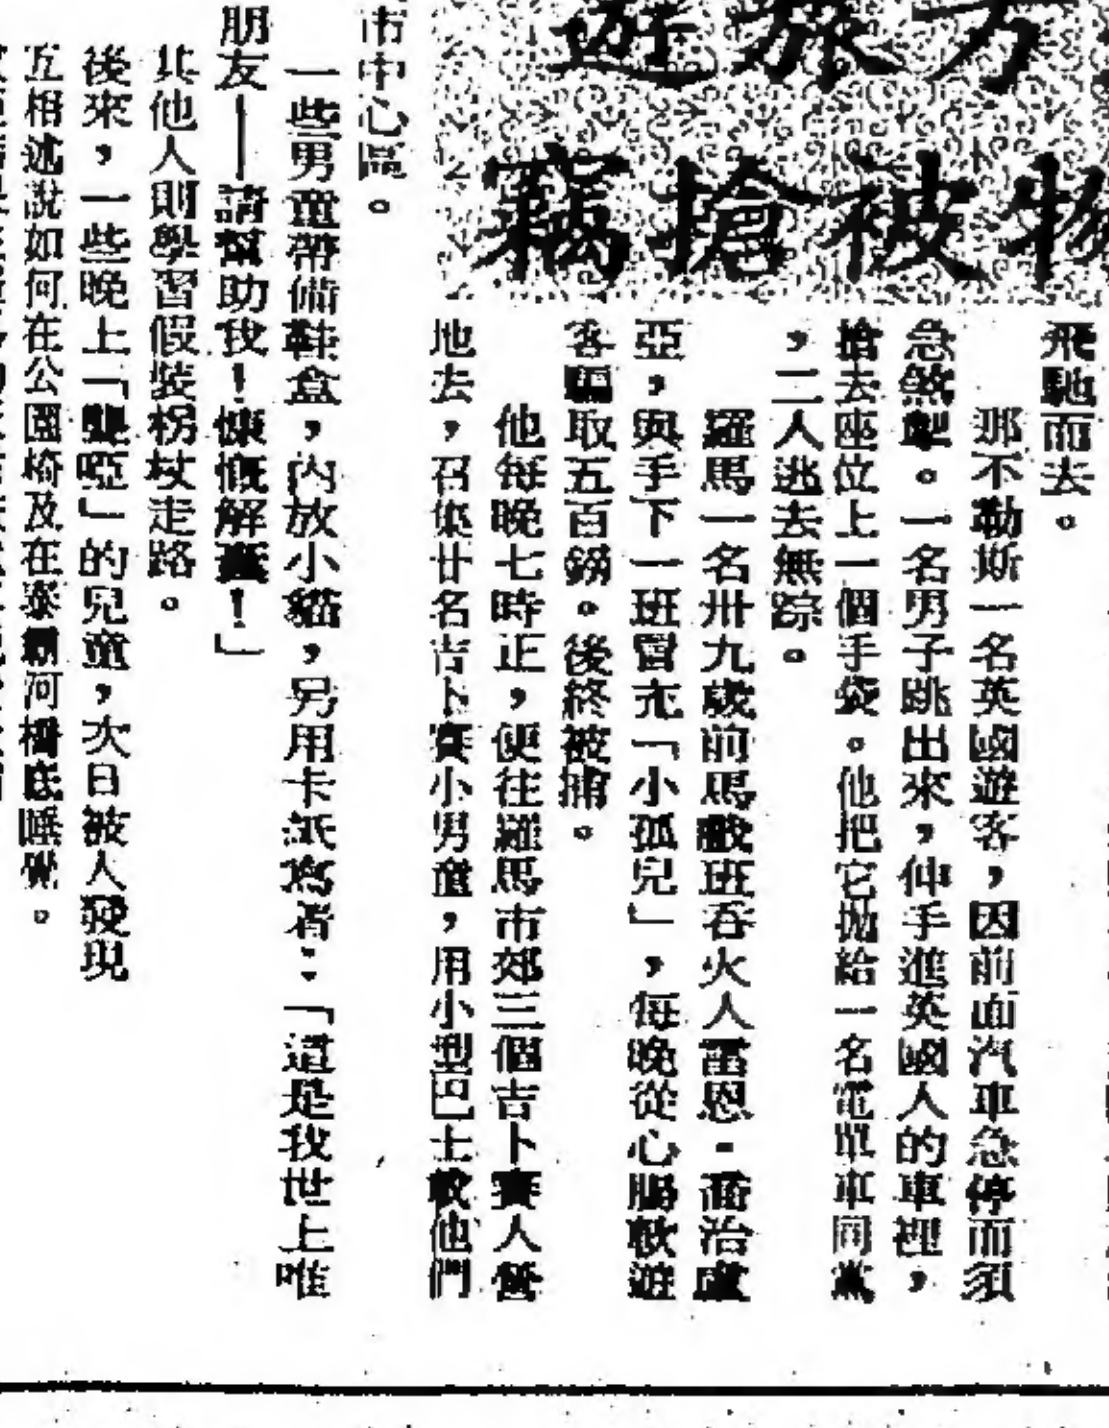 方旅遊
物被搶竊
飛馳而去。
那不勒斯一名英國遊客，因前面汽車急停而須
急煞掣。一名男子跳出來，伸手進英國人的車裡，
搶去座位上一個手袋。他把它拋給一名電單車同黨
，二人逃去無踪。
羅馬一名卅九歲前馬戲班吞火人雷恩·喬治盧
亞，與手下一班冒充「小孤兒」，每晚從心腸軟遊
客騙取五百鎊。後終被捕。
他每晚七時正，便往羅馬市郊三個吉卜賽人營
地去，召集廿名吉卜賽小男童，用小型巴士載他們
市中心區。
一些男童帶備鞋盒，內放小貓，另用卡紙寫着：「這是我世上唯
朋友——請幫助我！慷慨解囊！」
其他人則學習假裝柺杖走路。
後來，一些晚上「聾啞」的兒童，次日被人發現
互相述說如何在公園椅及在泰霸河橋底睡覺。